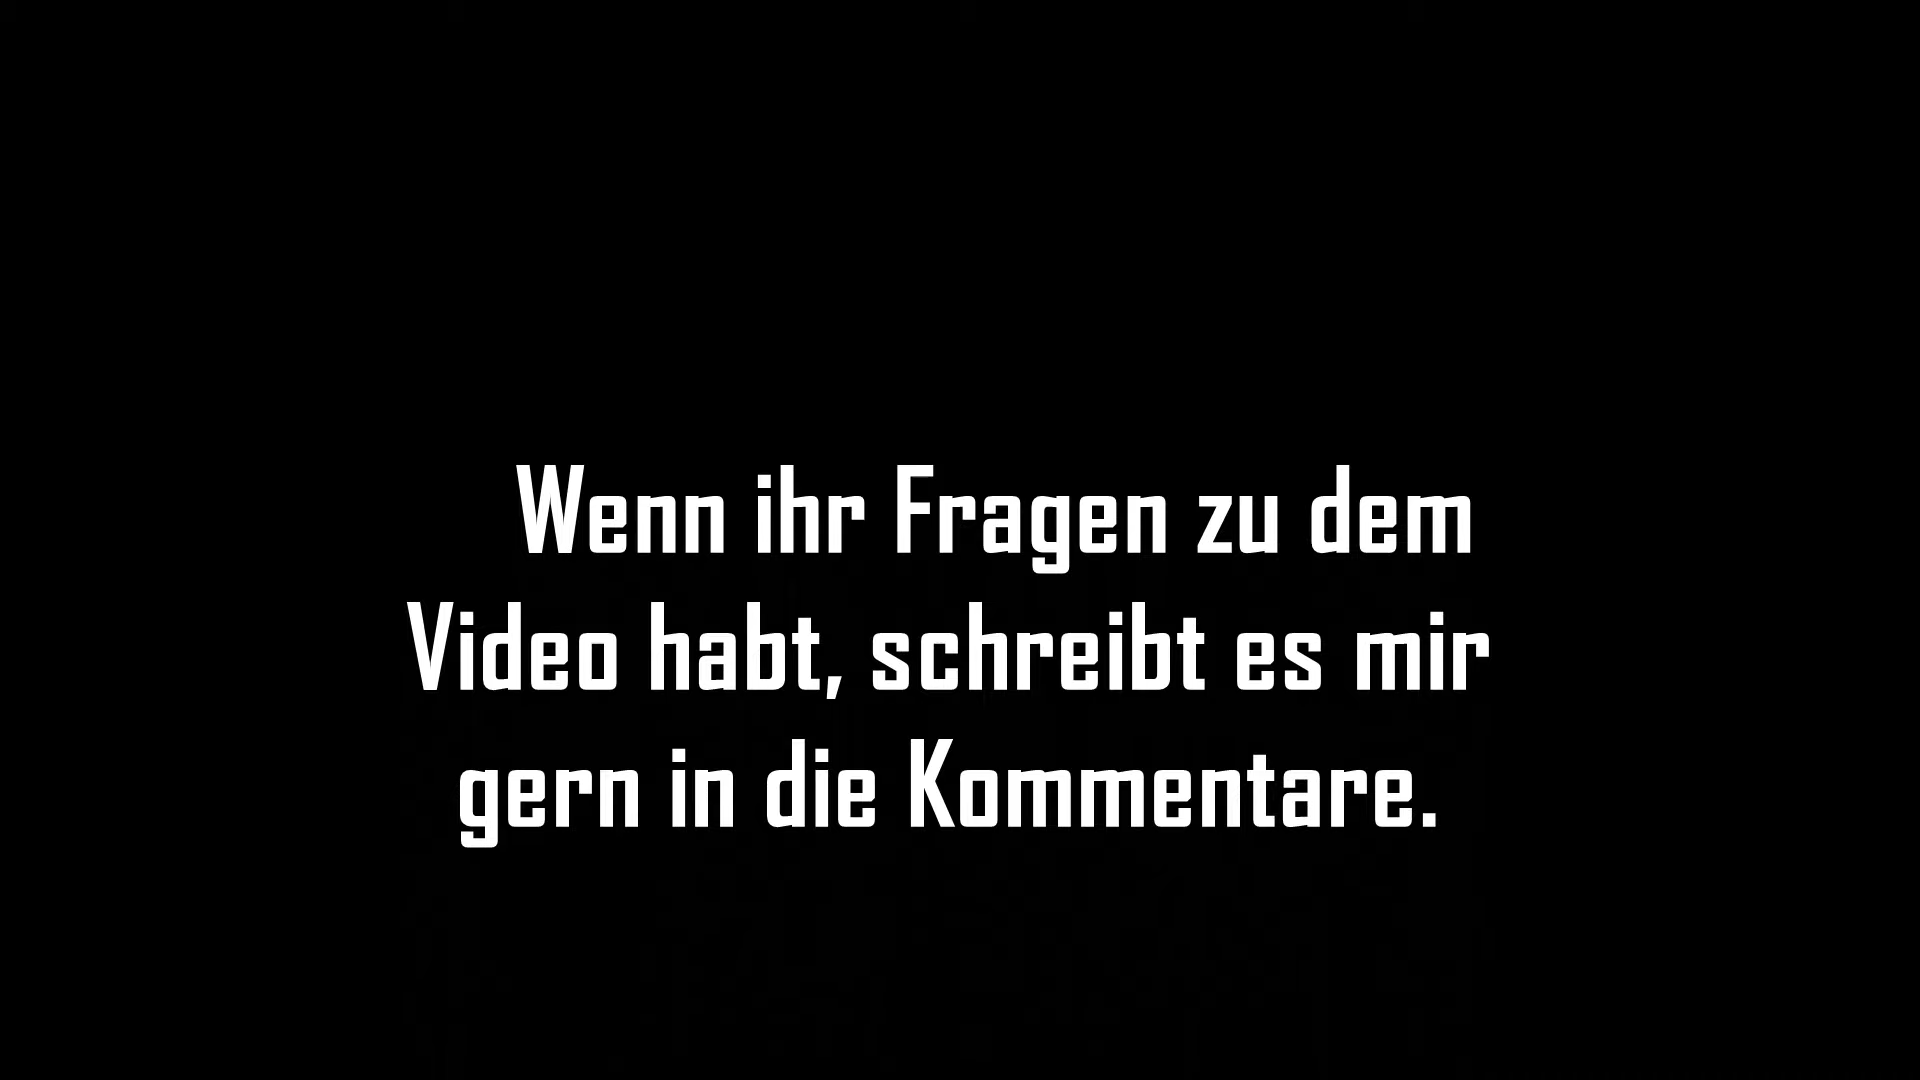 Wenn ihr Fragen zu dem
Video habt, schreibt es mir
gern in die Kommentare.